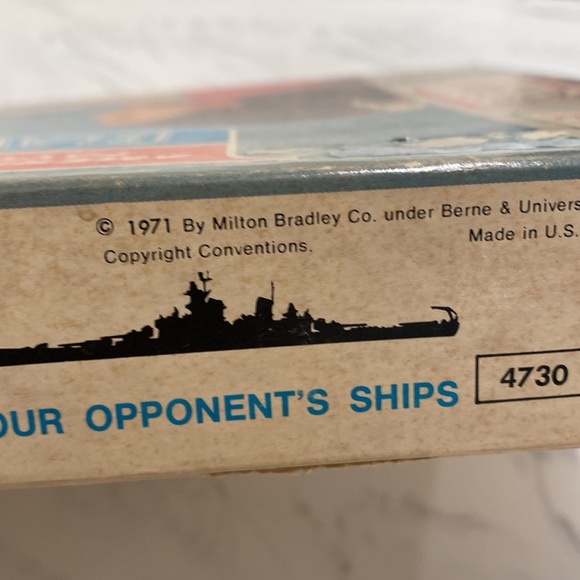 © 1971 By Milton Bradley Co. under Berne & Univers
Copyright Conventions.
Made in U.S.
OUR OPPONENT'S SHIPS
4730